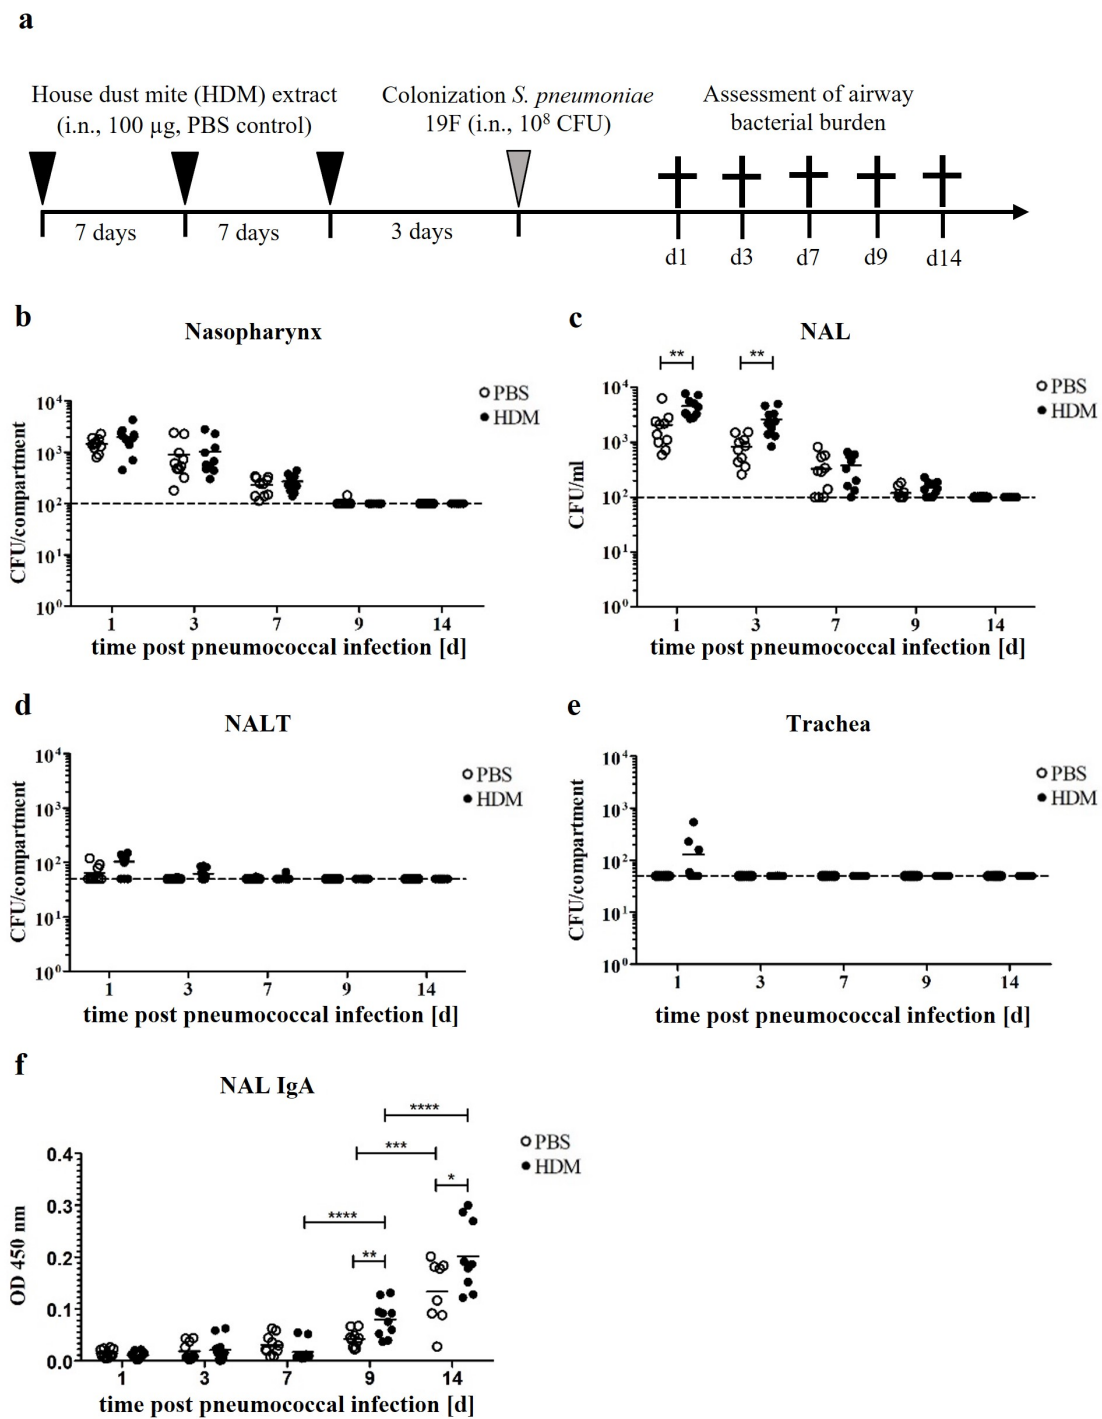 a
House dust mite (HDM) extract
(i.n., 100 µg, PBS control)
Colonization S. pneumoniae
19F (i.n., 10⁸ CFU)
Assessment of airway
bacterial burden
7 days
7 days
3 days
d1
d3
d7
d9
d14
b
Nasopharynx
PBS
HDM
CFU/compartment
10⁴
10³
10²
10¹
10⁰
1
3
7
9
14
time post pneumococcal infection [d]
c
NAL
**
**
PBS
HDM
CFU/ml
10⁴
10³
10²
10¹
10⁰
1
3
7
9
14
time post pneumococcal infection [d]
d
NALT
PBS
HDM
CFU/compartment
10⁴
10³
10²
10¹
10⁰
1
3
7
9
14
time post pneumococcal infection [d]
e
Trachea
PBS
HDM
CFU/compartment
10⁴
10³
10²
10¹
10⁰
1
3
7
9
14
time post pneumococcal infection [d]
f
NAL IgA
****
***
*
****
**
PBS
HDM
OD 450 nm
0.4
0.3
0.2
0.1
0.0
1
3
7
9
14
time post pneumococcal infection [d]